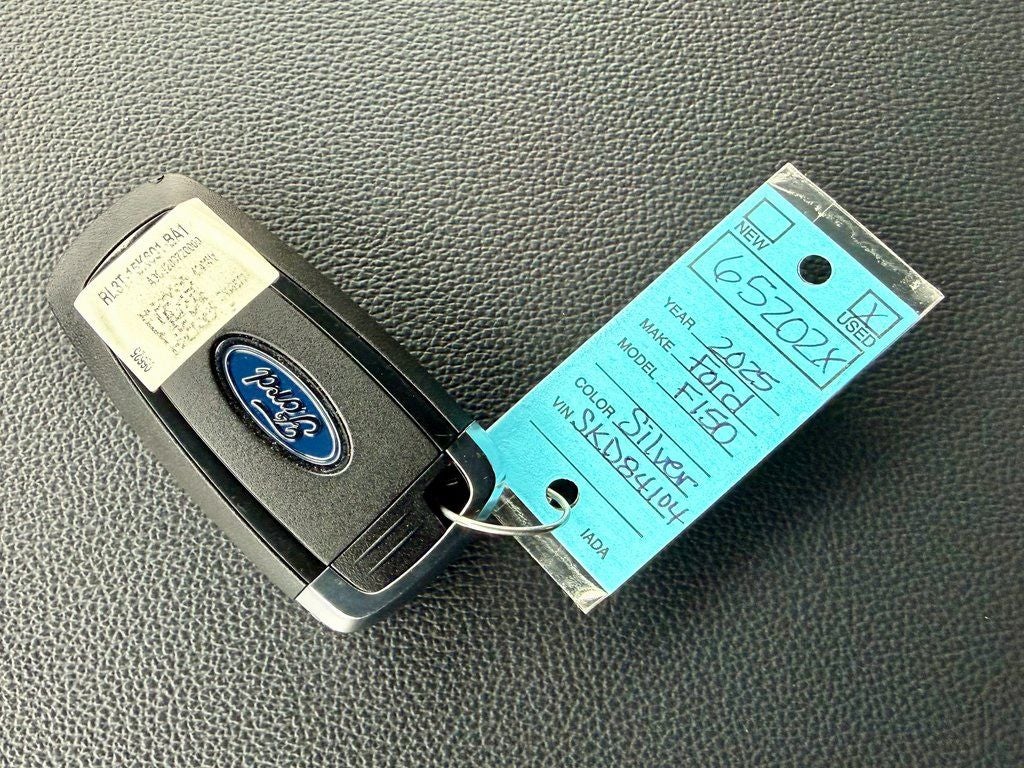 NEW
X
USED
65202X
YEAR 2025
MAKE Ford
MODEL F150
COLOR Silver
VIN SKD84104
IADA
Ford